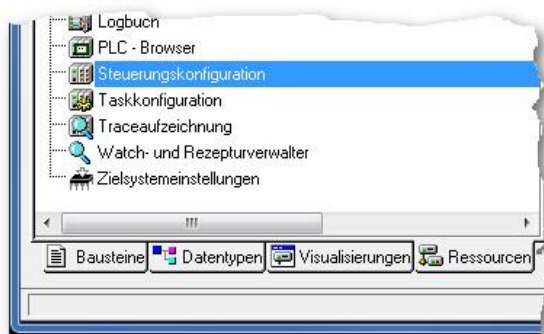 Logbuch
PLC - Browser
Steuerungskonfiguration
Taskkonfiguration
Traceaufzeichnung
Watch- und Rezepturverwalter
Zielsystemeinstellungen
Bausteine Datentypen Visualisierungen Ressourcen